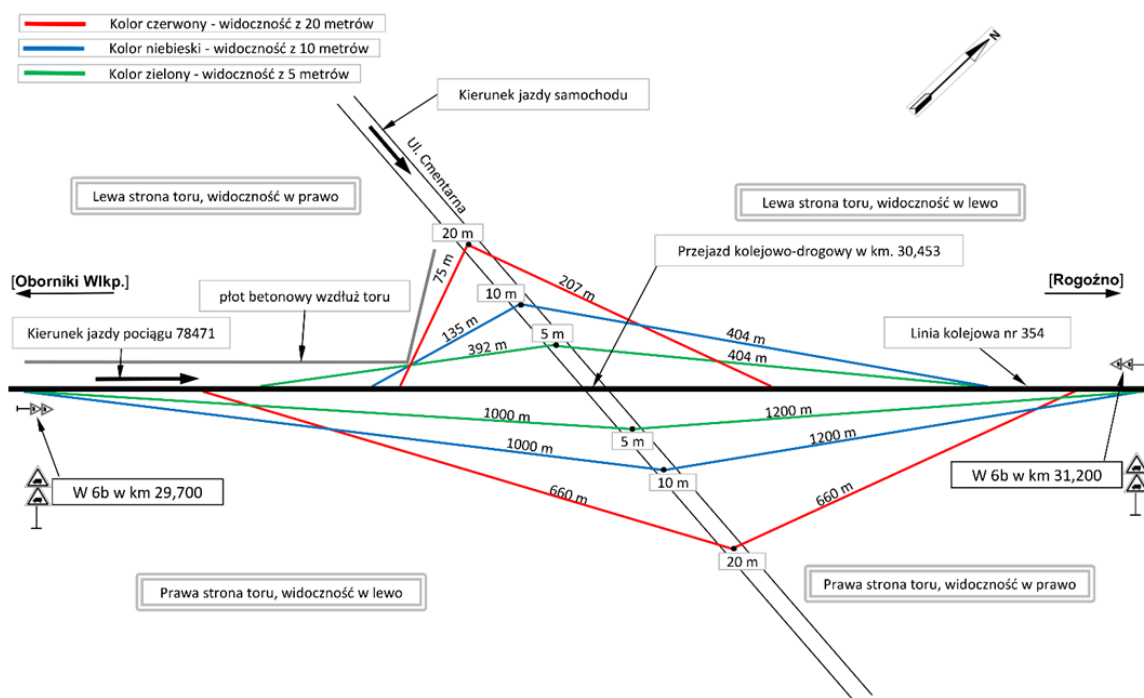 Kolor czerwony - widoczność z 20 metrów
Kolor niebieski - widoczność z 10 metrów
Kolor zielony - widoczność z 5 metrów
N
Kierunek jazdy samochodu
Ul. Cmentarna
Lewa strona toru, widoczność w prawo
Lewa strona toru, widoczność w lewo
20 m
Przejazd kolejowo-drogowy w km. 30,453
75 m
207 m
[Oborniki Wlkp.]
[Rogoźno]
płot betonowy wzdłuż toru
10 m
Kierunek jazdy pociągu 78471
135 m
5 m
404 m
Linia kolejowa nr 354
392 m
404 m
1000 m
1200 m
5 m
1000 m
1200 m
W 6b w km 29,700
10 m
W 6b w km 31,200
660 m
660 m
20 m
Prawa strona toru, widoczność w lewo
Prawa strona toru, widoczność w prawo